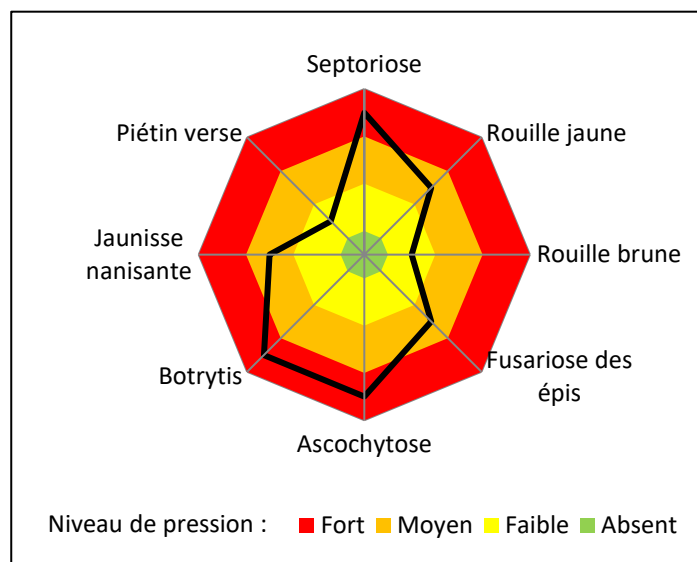 Septoriose
Piétin verse
Rouille jaune
Jaunisse
nanisante
Rouille brune
Botrytis
Fusariose des
épis
Ascochytose
Niveau de pression : Fort Moyen Faible Absent